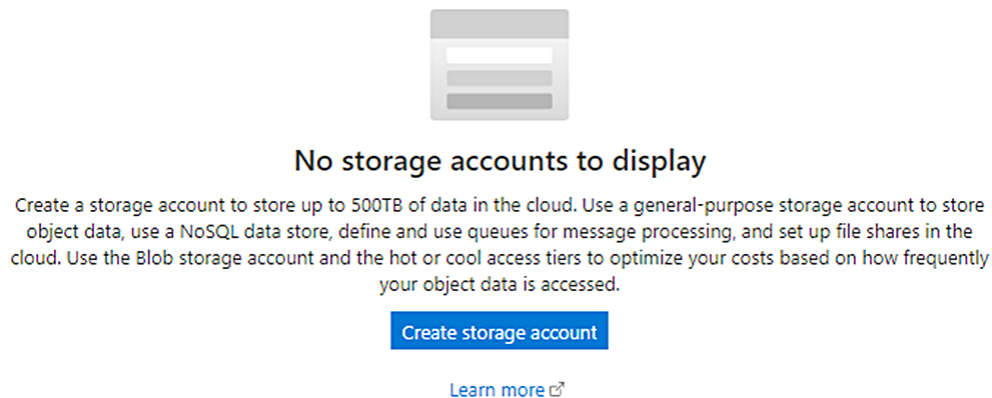 No storage accounts to display
Create a storage account to store up to 500TB of data in the cloud. Use a general-purpose storage account to store
object data, use a NoSQL data store, define and use queues for message processing, and set up file shares in the
cloud. Use the Blob storage account and the hot or cool access tiers to optimize your costs based on how frequently
your object data is accessed.
Create storage account
Learn more